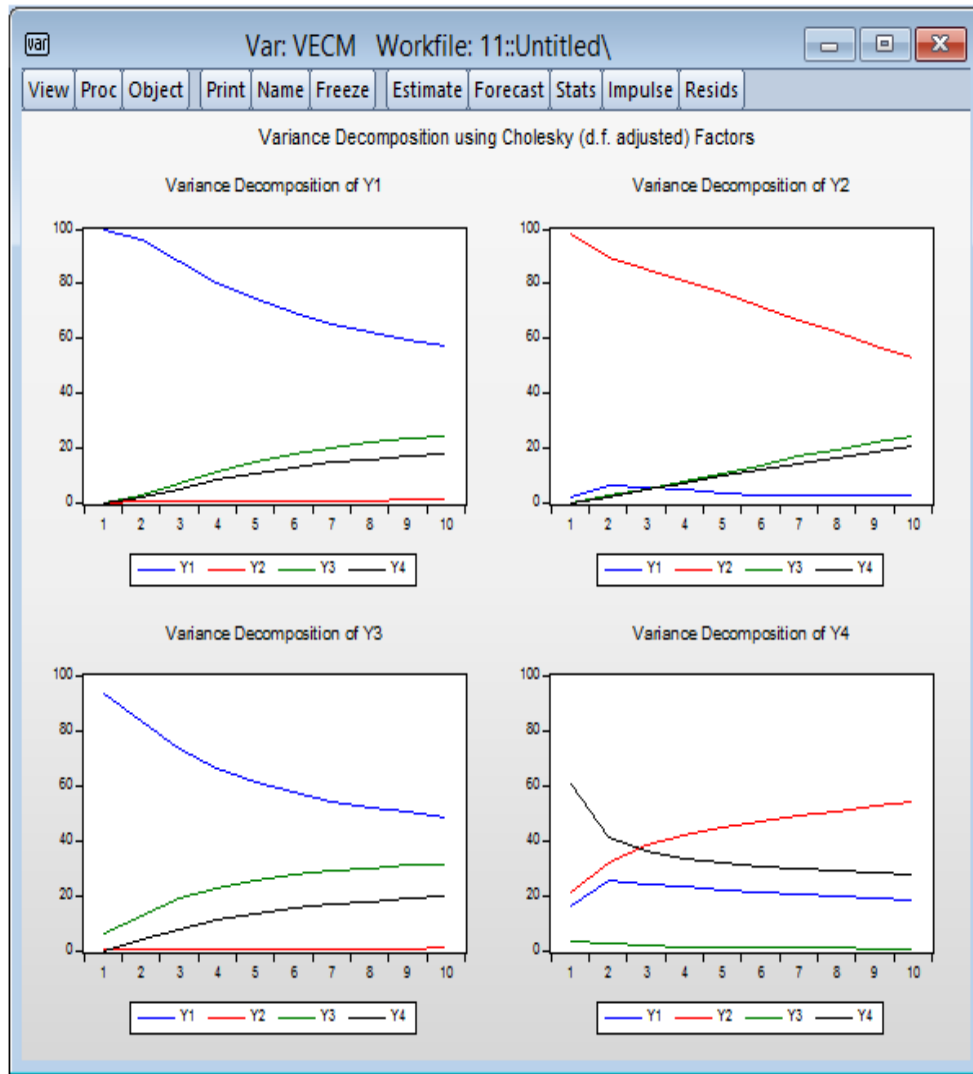 var
Var: VECM Workfile: 11::Untitled\
View Proc Object Print Name Freeze Estimate Forecast Stats Impulse Resids
Variance Decomposition using Cholesky (d.f. adjusted) Factors
Variance Decomposition of Y1
100
80
60
40
20
0
1 2 3 4 5 6 7 8 9 10
Y1 Y2 Y3 Y4
Variance Decomposition of Y2
100
80
60
40
20
0
1 2 3 4 5 6 7 8 9 10
Y1 Y2 Y3 Y4
Variance Decomposition of Y3
100
80
60
40
20
0
1 2 3 4 5 6 7 8 9 10
Y1 Y2 Y3 Y4
Variance Decomposition of Y4
100
80
60
40
20
0
1 2 3 4 5 6 7 8 9 10
Y1 Y2 Y3 Y4